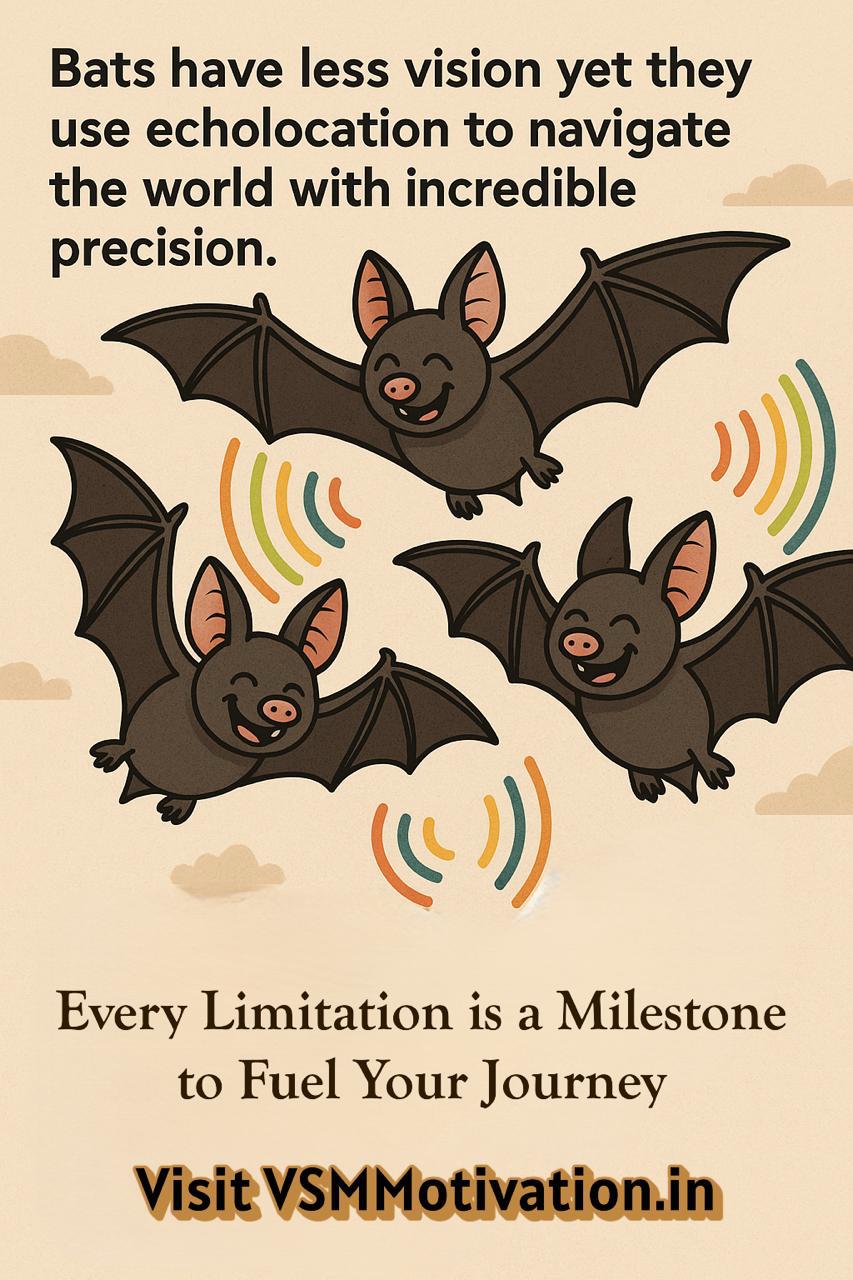 Bats have less vision yet they
use echolocation to navigate
the world with incredible
precision.
Every Limitation is a Milestone
to Fuel Your Journey
Visit VSMMotivation.in